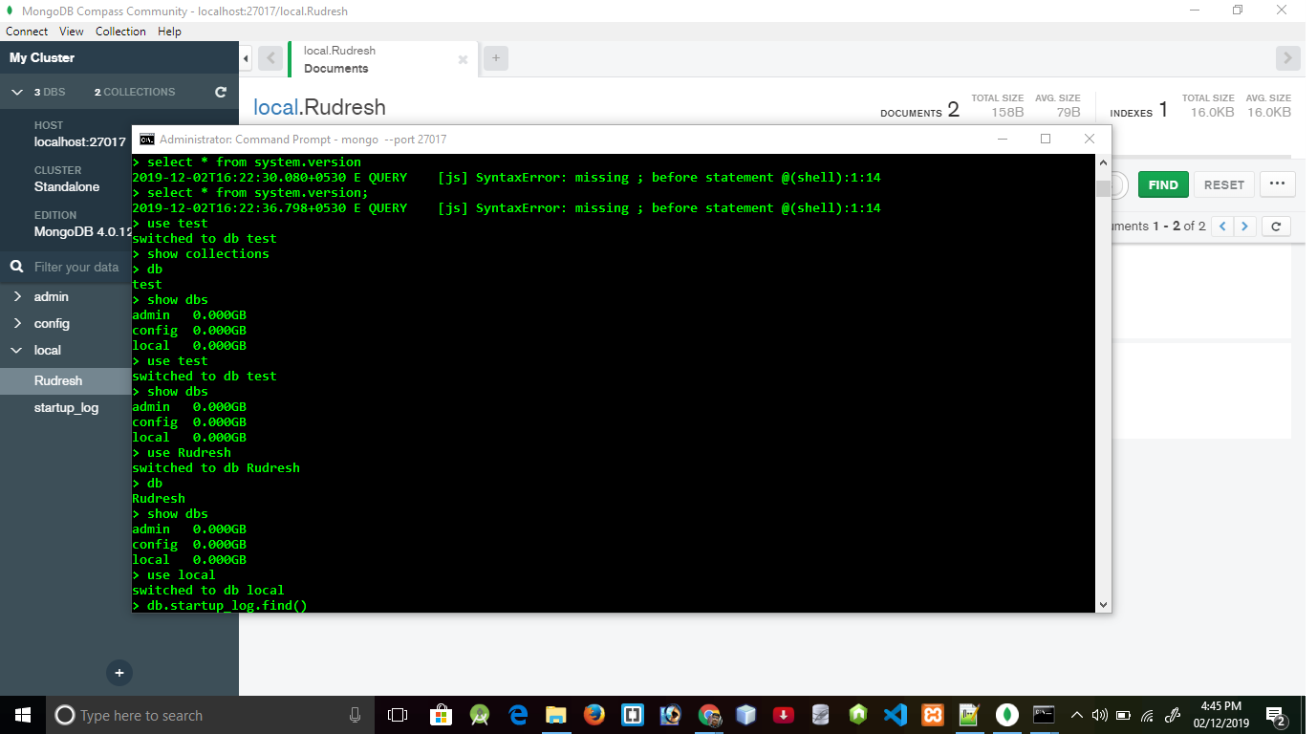 MongoDB Compass Community - localhost:27017/local.Rudresh
Connect View Collection Help
My Cluster
local.Rudresh
Documents
3 DBS 2 COLLECTIONS
local.Rudresh
DOCUMENTS 2
TOTAL SIZE
158B
AVG. SIZE
79B
INDEXES 1
TOTAL SIZE
16.0KB
AVG. SIZE
16.0KB
HOST
localhost:27017
CLUSTER
Standalone
EDITION
MongoDB 4.0.12
Filter your data
admin
config
local
Rudresh
startup_log
FIND RESET ...
1 - 2 of 2
Administrator: Command Prompt - mongo --port 27017
> select * from system.version
2019-12-02T16:22:30.080+0530 E QUERY [js] SyntaxError: missing ; before statement @(shell):1:14
> select * from system.version;
2019-12-02T16:22:36.798+0530 E QUERY [js] SyntaxError: missing ; before statement @(shell):1:14
> use test
switched to db test
> show collections
> db
test
> show dbs
admin 0.000GB
config 0.000GB
local 0.000GB
> use test
switched to db test
> show dbs
admin 0.000GB
config 0.000GB
local 0.000GB
> use Rudresh
switched to db Rudresh
> db
Rudresh
> show dbs
admin 0.000GB
config 0.000GB
local 0.000GB
> use local
switched to db local
> db.startup_log.find()
Type here to search
4:45 PM
02/12/2019
2